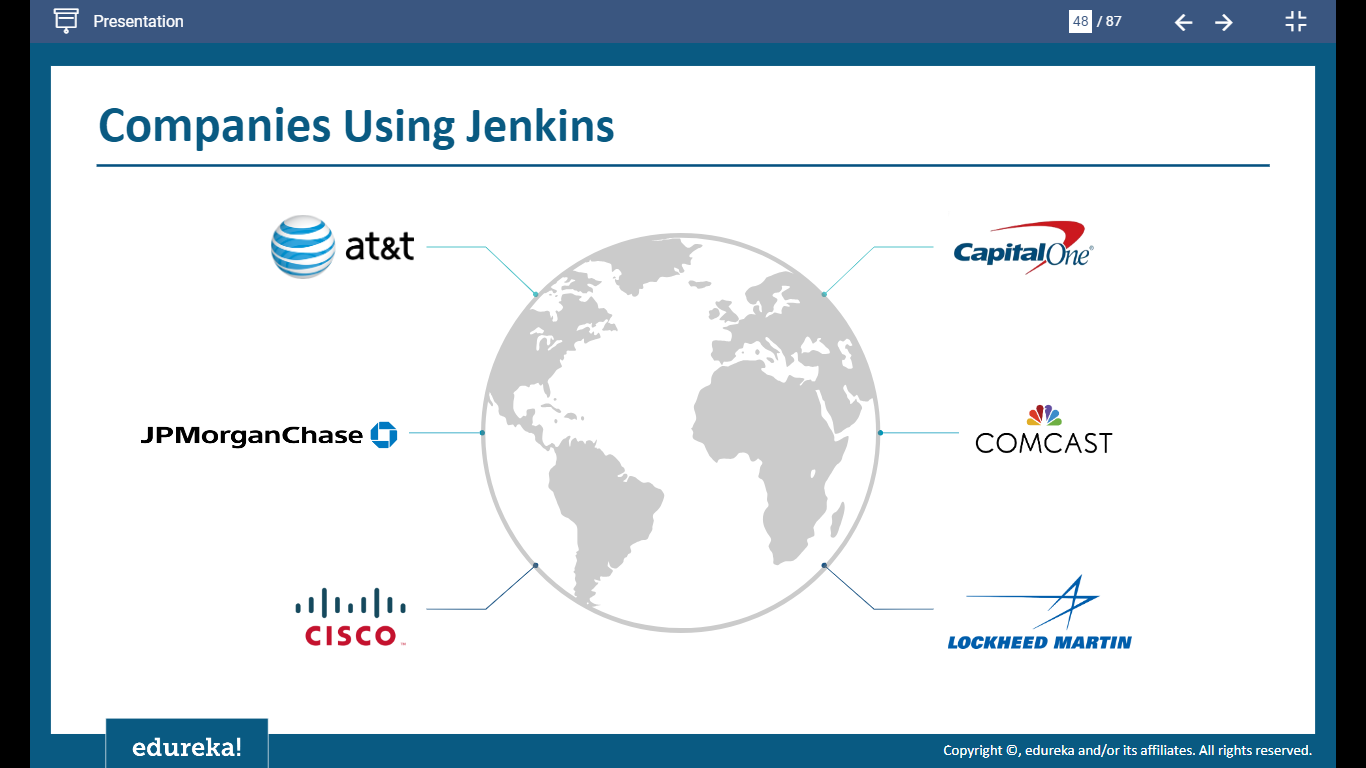 Presentation
48 / 87
Companies Using Jenkins
at&t
CapitalOne®
JPMorganChase
COMCAST
CISCO
LOCKHEED MARTIN
edureka!
Copyright ©, edureka and/or its affiliates. All rights reserved.